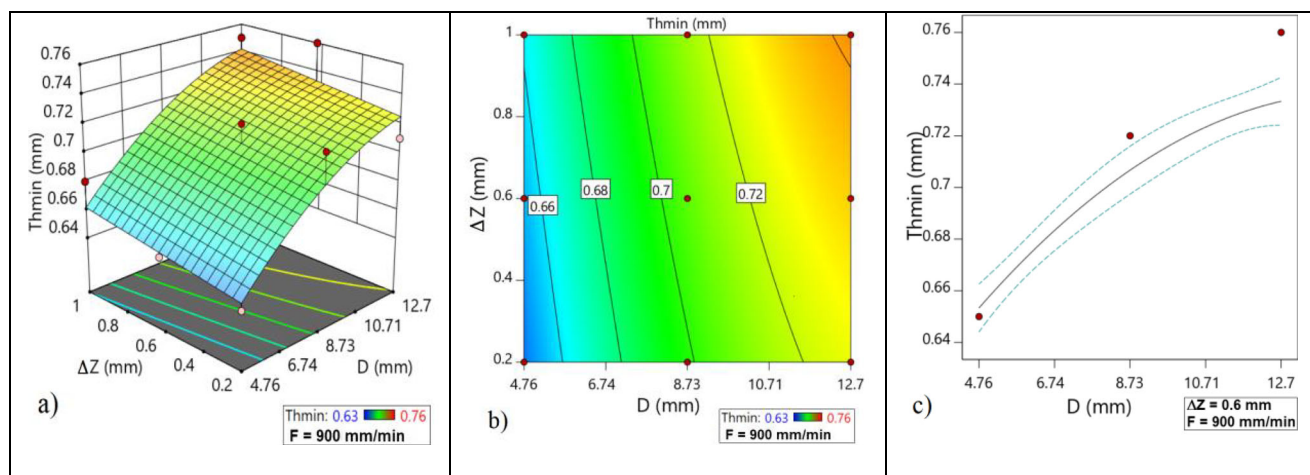 0.76
0.74
0.72
0.7
0.68
0.66
0.64
Thmin (mm)
1
0.8
0.6
0.4
0.2
ΔZ (mm)
4.76
6.74
8.73
10.71
12.7
D (mm)
a)
Thmin: 0.63 0.76
F = 900 mm/min
Thmin (mm)
1
0.8
0.6
0.4
0.2
ΔZ (mm)
0.66
0.68
0.7
0.72
4.76 6.74 8.73 10.71 12.7
D (mm)
b)
Thmin: 0.63 0.76
F = 900 mm/min
0.76
0.74
0.72
0.7
0.68
0.66
0.64
Thmin (mm)
4.76 6.74 8.73 10.71 12.7
D (mm)
c)
ΔZ = 0.6 mm
F = 900 mm/min